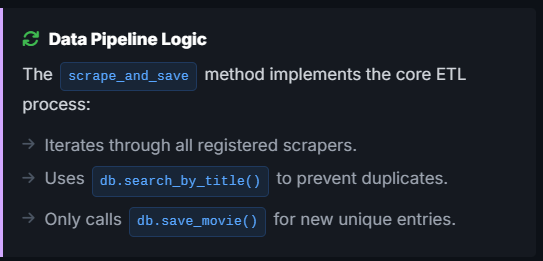 Data Pipeline Logic
The scrape_and_save method implements the core ETL
process:
Iterates through all registered scrapers.
Uses db.search_by_title() to prevent duplicates.
Only calls db.save_movie() for new unique entries.